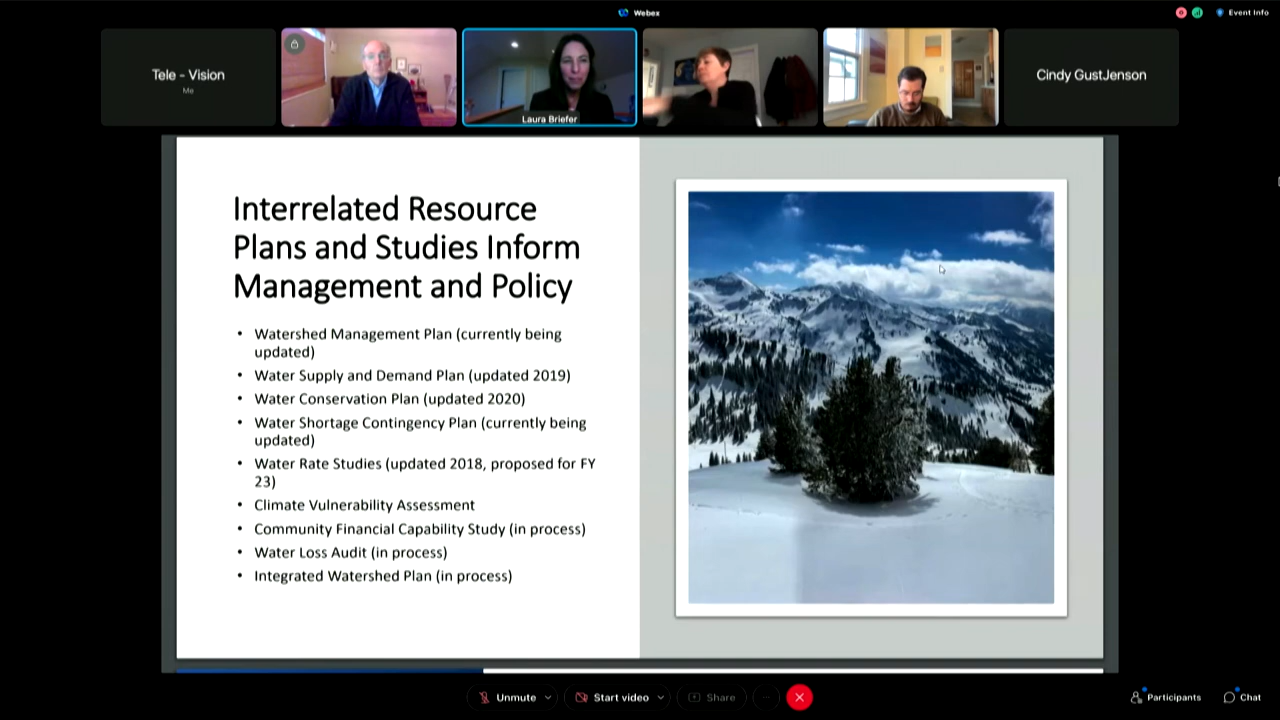 Webex
Event Info
Tele - Vision
Me
Laura Briefer
Cindy GustJenson
Interrelated Resource
Plans and Studies Inform
Management and Policy
• Watershed Management Plan (currently being
updated)
• Water Supply and Demand Plan (updated 2019)
• Water Conservation Plan (updated 2020)
• Water Shortage Contingency Plan (currently being
updated)
• Water Rate Studies (updated 2018, proposed for FY
23)
• Climate Vulnerability Assessment
• Community Financial Capability Study (in process)
• Water Loss Audit (in process)
• Integrated Watershed Plan (in process)
Unmute
Start video
Share
Participants
Chat